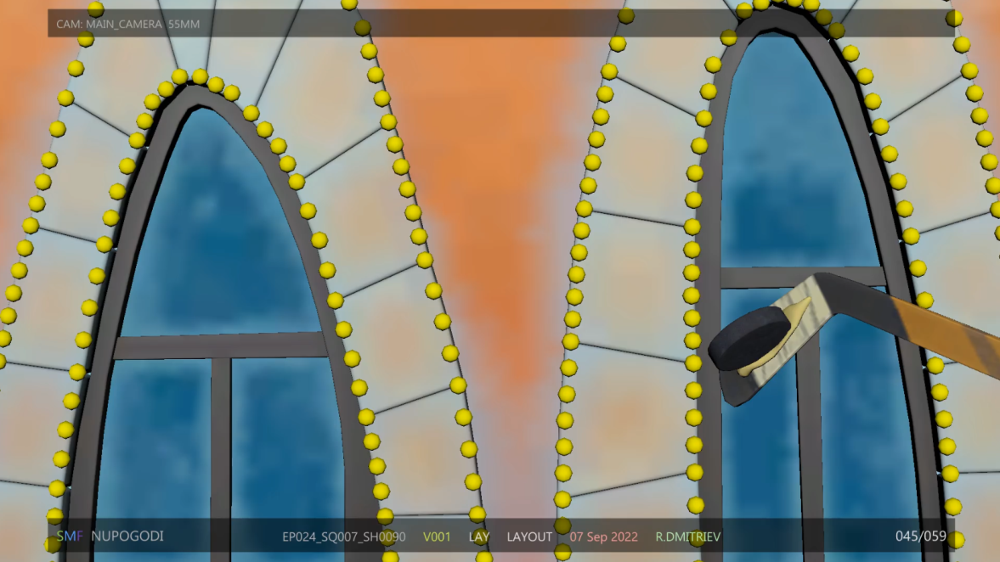 CAM: MAIN_CAMERA 55MM
SMF NUPOGODI EP024_SQ007_SH0090 V001 LAY LAYOUT 07 Sep 2022 R.DMITRIEV 045/059